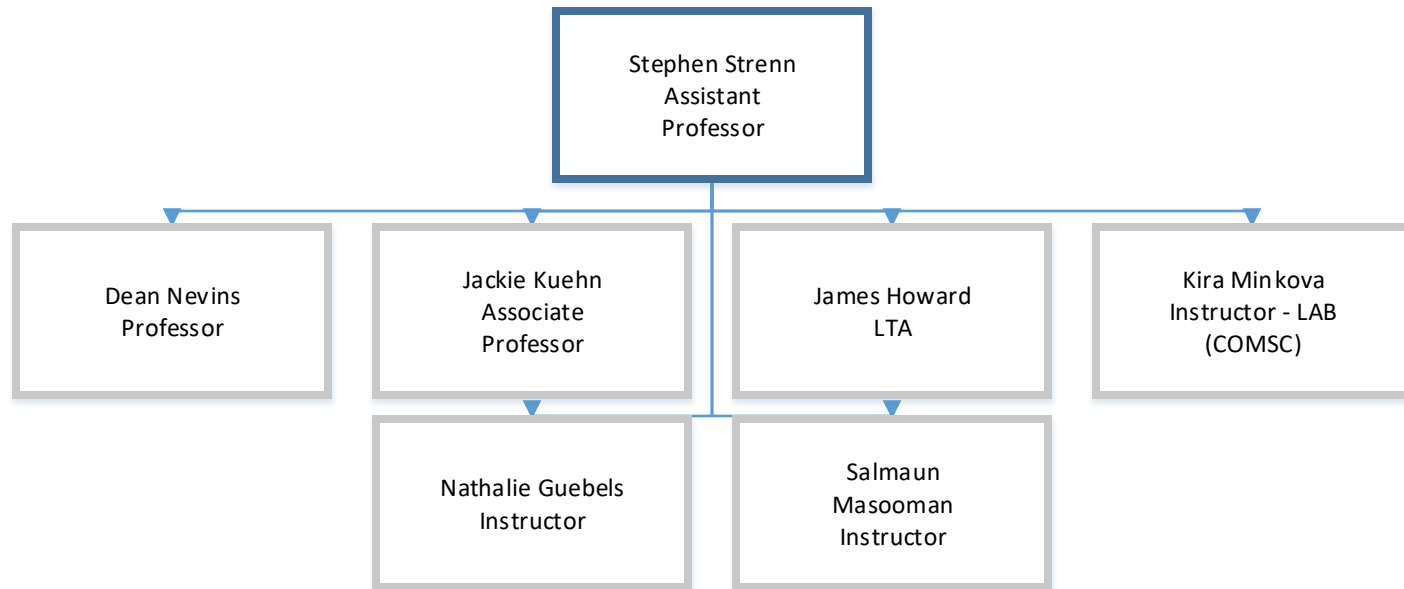 Stephen Strenn
Assistant
Professor
Dean Nevins
Professor
Jackie Kuehn
Associate
Professor
James Howard
LTA
Kira Minkova
Instructor - LAB
(COMSC)
Nathalie Guebels
Instructor
Salmaun
Masooman
Instructor